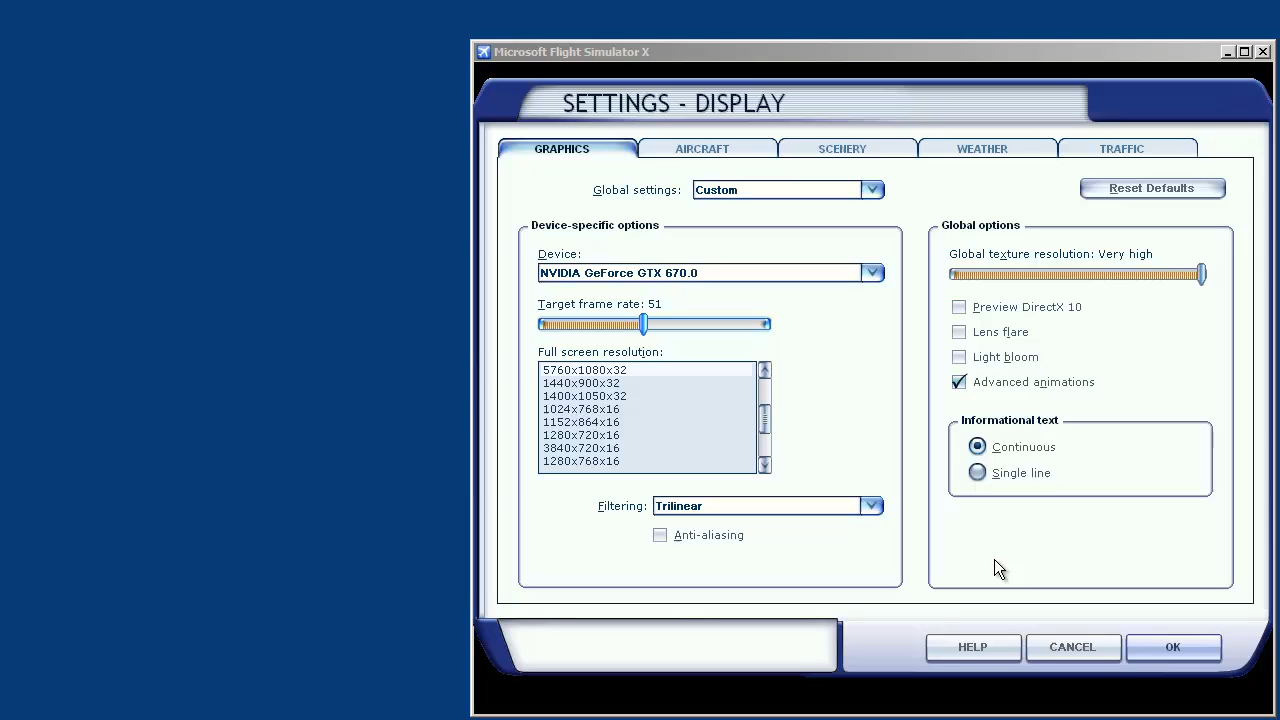 Microsoft Flight Simulator X
SETTINGS - DISPLAY
GRAPHICS
AIRCRAFT
SCENERY
WEATHER
TRAFFIC
Global settings:
Custom
Reset Defaults
Device-specific options
Device:
NVIDIA GeForce GTX 670.0
Target frame rate: 51
Full screen resolution:
5760x1080x32
1440x900x32
1400x1050x32
1024x768x16
1152x864x16
1280x720x16
3840x720x16
1280x768x16
Filtering:
Trilinear
Anti-aliasing
Global options
Global texture resolution: Very high
Preview DirectX 10
Lens flare
Light bloom
Advanced animations
Informational text
Continuous
Single line
HELP
CANCEL
OK